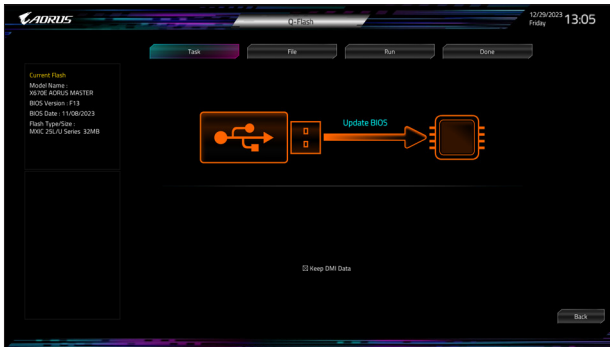 AORUS
Q-Flash
12/29/2023
Friday
13:05
Task
File
Run
Done
Current Flash
Model Name :
X670E AORUS MASTER
BIOS Version : F13
BIOS Date : 11/08/2023
Flash Type/Size :
MXIC 25L/U Series 32MB
Update BIOS
Keep DMI Data
Back